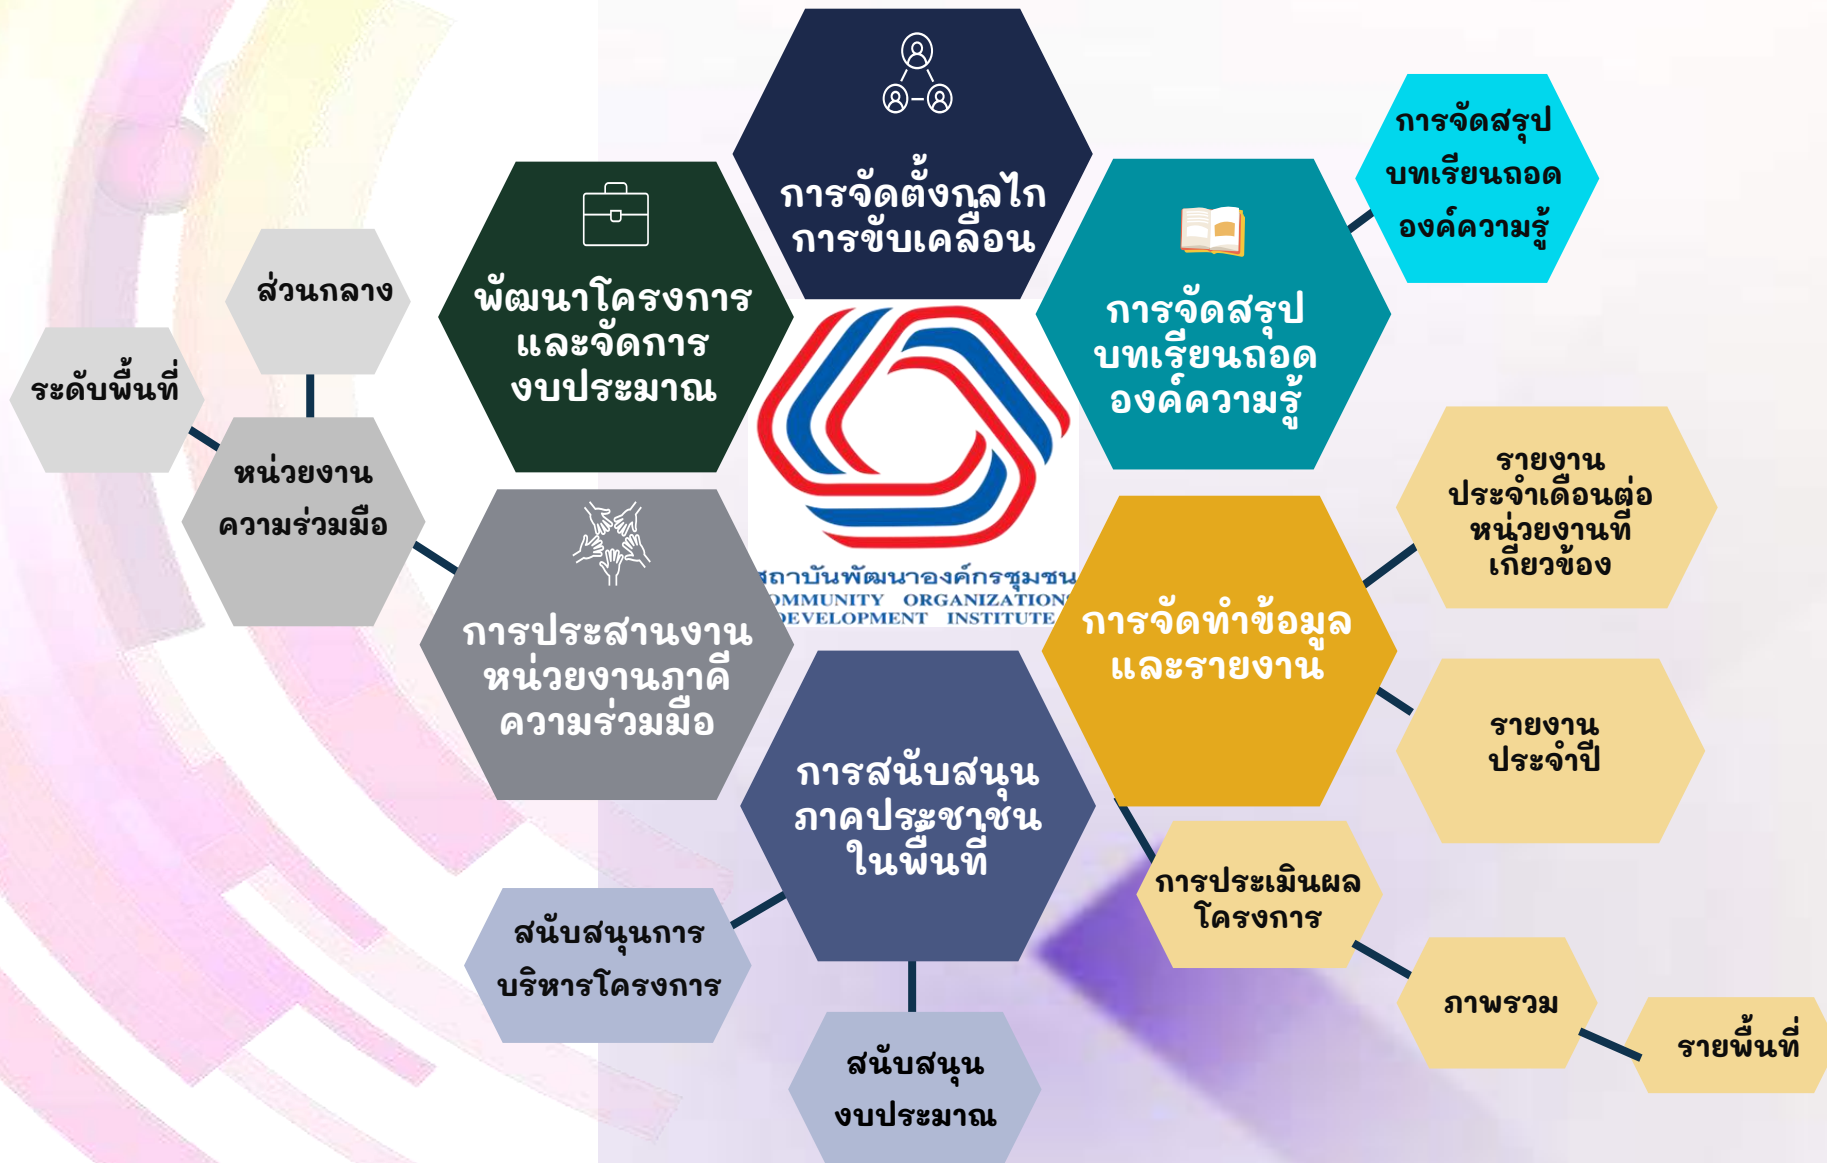 การจัดตั้งกลไก
การขับเคลื่อน
การจัดสรุป
บทเรียนถอด
องค์ความรู้
การจัดสรุป
บทเรียนถอด
องค์ความรู้
พัฒนาโครงการ
และจัดการ
งบประมาณ
ส่วนกลาง
ระดับพื้นที่
หน่วยงาน
ความร่วมมือ
การประสานงาน
หน่วยงานภาคี
ความร่วมมือ
สถาบันพัฒนาองค์กรชุมชน
OMMUNITY ORGANIZATIONS
DEVELOPMENT INSTITUTE
การจัดทำข้อมูล
และรายงาน
รายงาน
ประจำเดือนต่อ
หน่วยงานที่
เกี่ยวข้อง
รายงาน
ประจำปี
การประเมินผล
โครงการ
ภาพรวม
รายพื้นที่
การสนับสนุน
ภาคประชาชน
ในพื้นที่
สนับสนุนการ
บริหารโครงการ
สนับสนุน
งบประมาณ